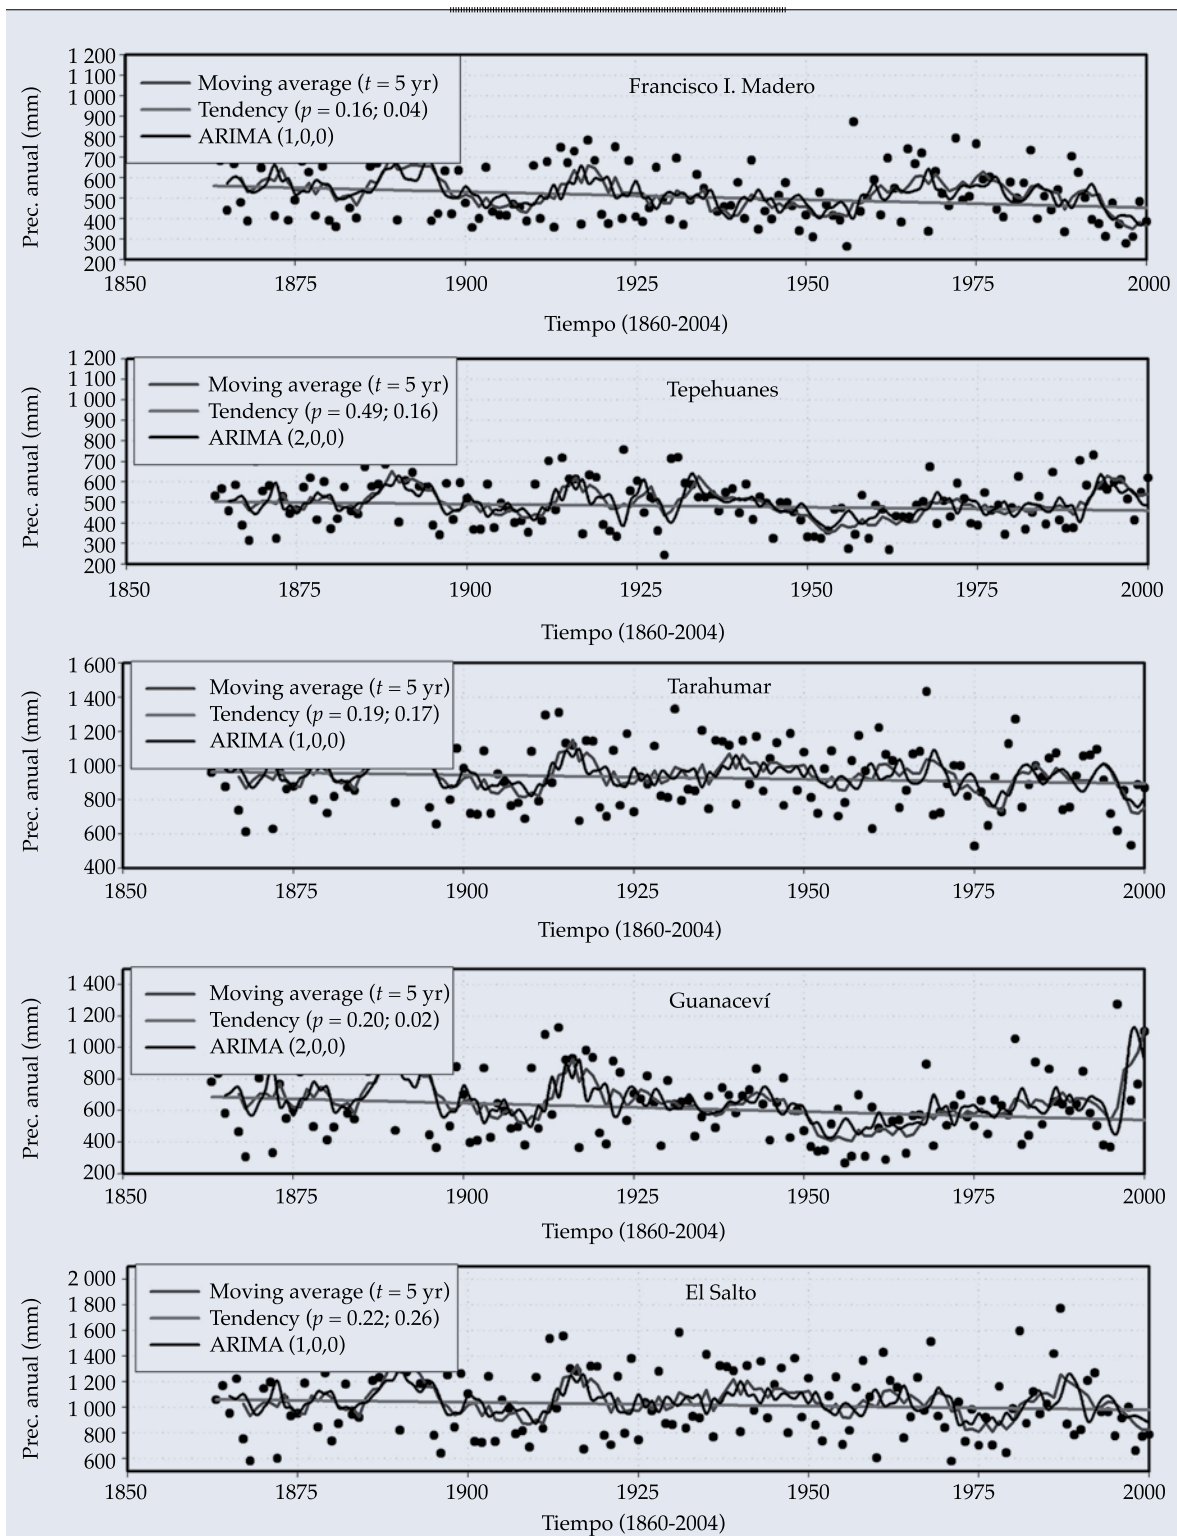 1 200
1 100
1 000
900
800
700
600
500
400
300
200
Prec. anual (mm)
Moving average (t = 5 yr)
Tendency (p = 0.16; 0.04)
ARIMA (1,0,0)
Francisco I. Madero
1850 1875 1900 1925 1950 1975 2000
Tiempo (1860-2004)
1 200
1 100
1 000
900
800
700
600
500
400
300
200
Prec. anual (mm)
Moving average (t = 5 yr)
Tendency (p = 0.49; 0.16)
ARIMA (2,0,0)
Tepehuanes
1850 1875 1900 1925 1950 1975 2000
Tiempo (1860-2004)
1 600
1 400
1 200
1 000
800
600
400
Prec. anual (mm)
Moving average (t = 5 yr)
Tendency (p = 0.19; 0.17)
ARIMA (1,0,0)
Tarahumar
1850 1875 1900 1925 1950 1975 2000
Tiempo (1860-2004)
1 400
1 200
1 000
800
600
400
200
Prec. anual (mm)
Moving average (t = 5 yr)
Tendency (p = 0.20; 0.02)
ARIMA (2,0,0)
Guanaceví
1850 1875 1900 1925 1950 1975 2000
Tiempo (1860-2004)
2 000
1 800
1 600
1 400
1 200
1 000
800
600
Prec. anual (mm)
Moving average (t = 5 yr)
Tendency (p = 0.22; 0.26)
ARIMA (1,0,0)
El Salto
1850 1875 1900 1925 1950 1975 2000
Tiempo (1860-2004)